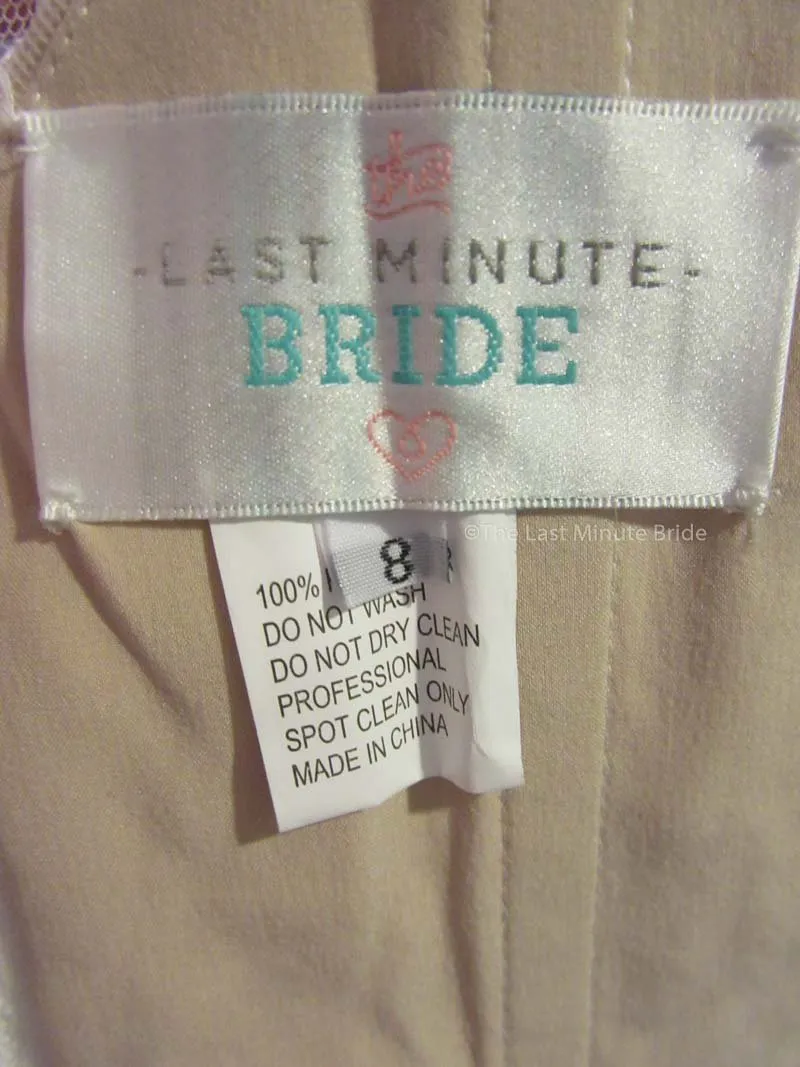 the
-LAST MINUTE-
BRIDE
©The Last Minute Bride
8
100%
DO NOT WASH
DO NOT DRY CLEAN
PROFESSIONAL
SPOT CLEAN ONLY
MADE IN CHINA